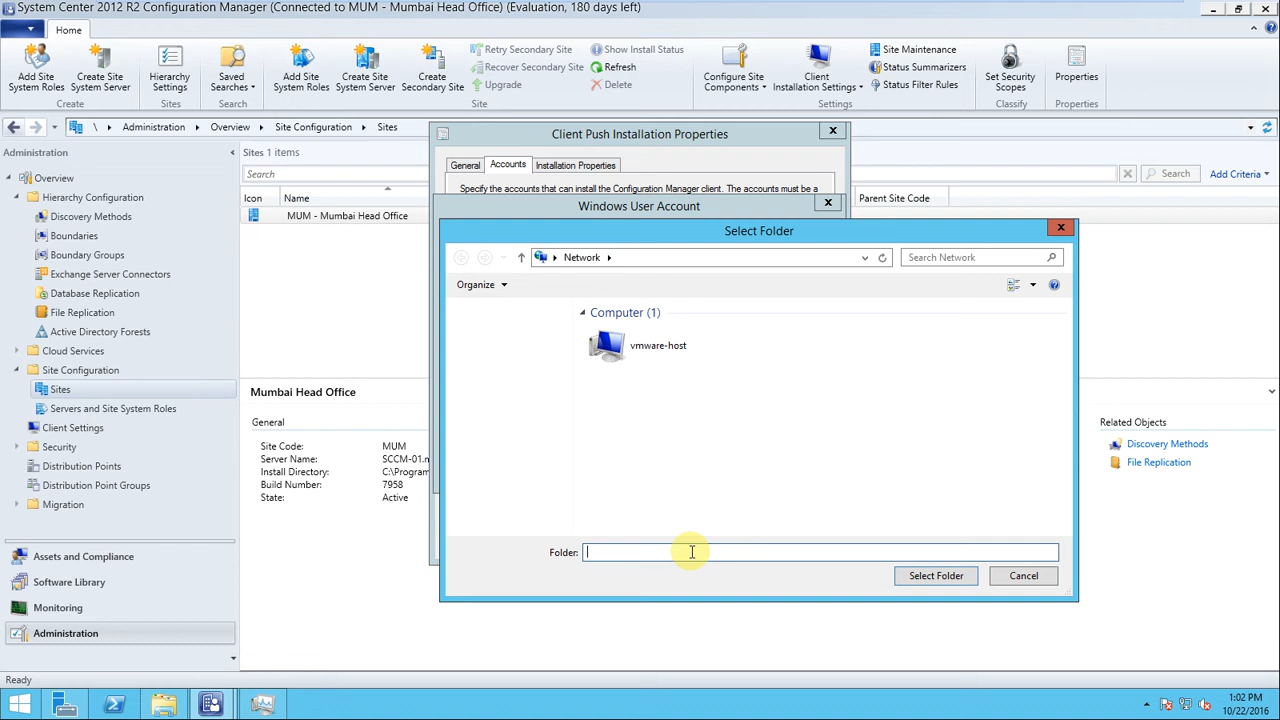 System Center 2012 R2 Configuration Manager (Connected to MUM - Mumbai Head Office) (Evaluation, 180 days left)
Home
Add Site System Roles
Create Site System Server
Hierarchy Settings
Saved Searches
Add Site System Roles
Create Site System Server
Create Secondary Site
Retry Secondary Site
Recover Secondary Site
Upgrade
Show Install Status
Refresh
Delete
Configure Site Components
Client Installation Settings
Site Maintenance
Status Summarizers
Status Filter Rules
Set Security Scopes
Properties
Create
Sites
Search
Site
Settings
Classify
Properties
\ Administration Overview Site Configuration Sites
Administration
Overview
Hierarchy Configuration
Discovery Methods
Boundaries
Boundary Groups
Exchange Server Connectors
Database Replication
File Replication
Active Directory Forests
Cloud Services
Site Configuration
Sites
Servers and Site System Roles
Client Settings
Security
Distribution Points
Distribution Point Groups
Migration
Assets and Compliance
Software Library
Monitoring
Administration
Sites 1 items
Search
Search
Add Criteria
Icon Name Parent Site Code
MUM - Mumbai Head Office
Client Push Installation Properties
General Accounts Installation Properties
Specify the accounts that can install the Configuration Manager client. The accounts must be a
Windows User Account
Select Folder
Network
Search Network
Organize
Computer (1)
vmware-host
Folder:
Select Folder Cancel
Mumbai Head Office
General
Site Code: MUM
Server Name: SCCM-01.n
Install Directory: C:\Program
Build Number: 7958
State: Active
Related Objects
Discovery Methods
File Replication
Ready
1:02 PM
10/22/2016